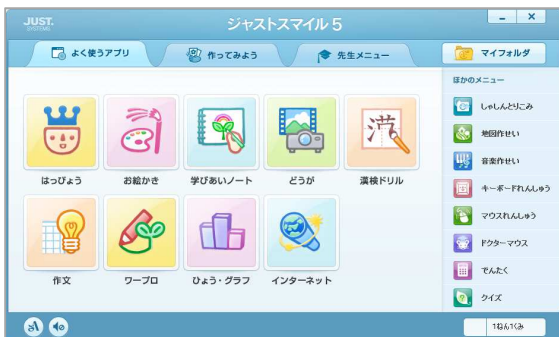 JUST.
SYSTEMS
ジャストスマイル 5
よく使うアプリ
作ってみよう
先生メニュー
マイフォルダ
はっぴょう
お絵かき
学びあいノート
どうが
漢検ドリル
漢
作文
ワープロ
ひょう・グラフ
インターネット
ほかのメニュー
しゃしんとりこみ
地図作せい
音楽作せい
キーボードれんしゅう
マウスれんしゅう
ドクターマウス
でんたく
クイズ
あ
1ねん1くみ